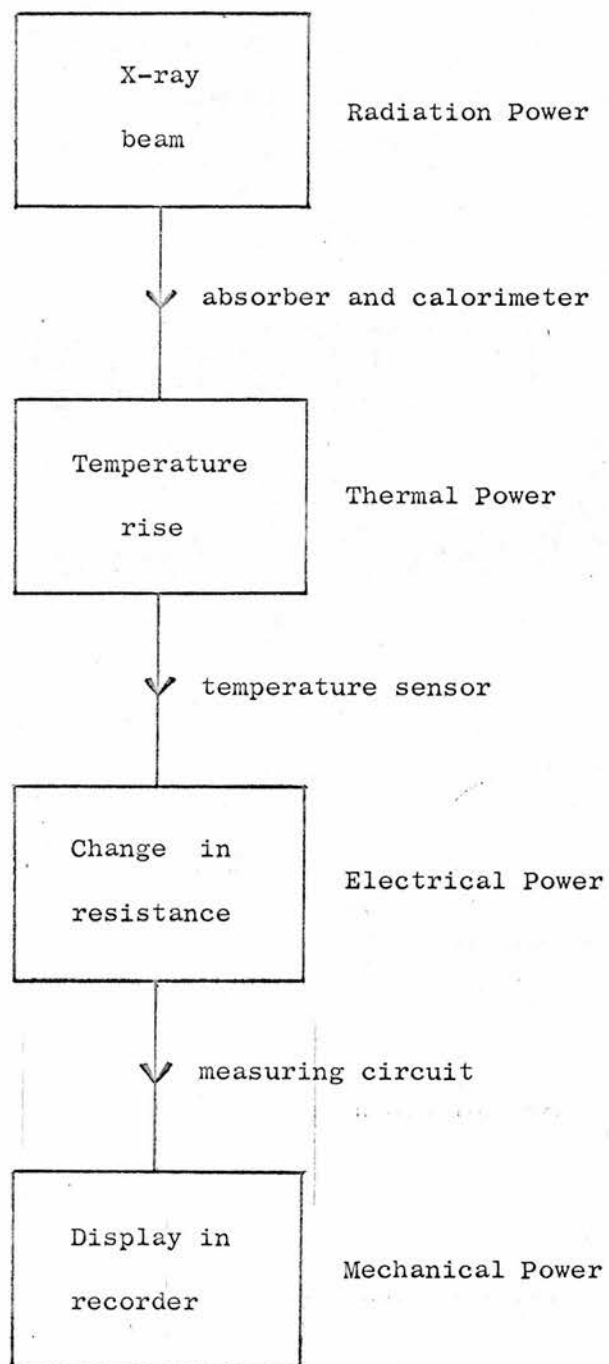 X-ray
beam
Radiation Power
absorber and calorimeter
Temperature
rise
Thermal Power
temperature sensor
Change in
resistance
Electrical Power
measuring circuit
Display in
recorder
Mechanical Power